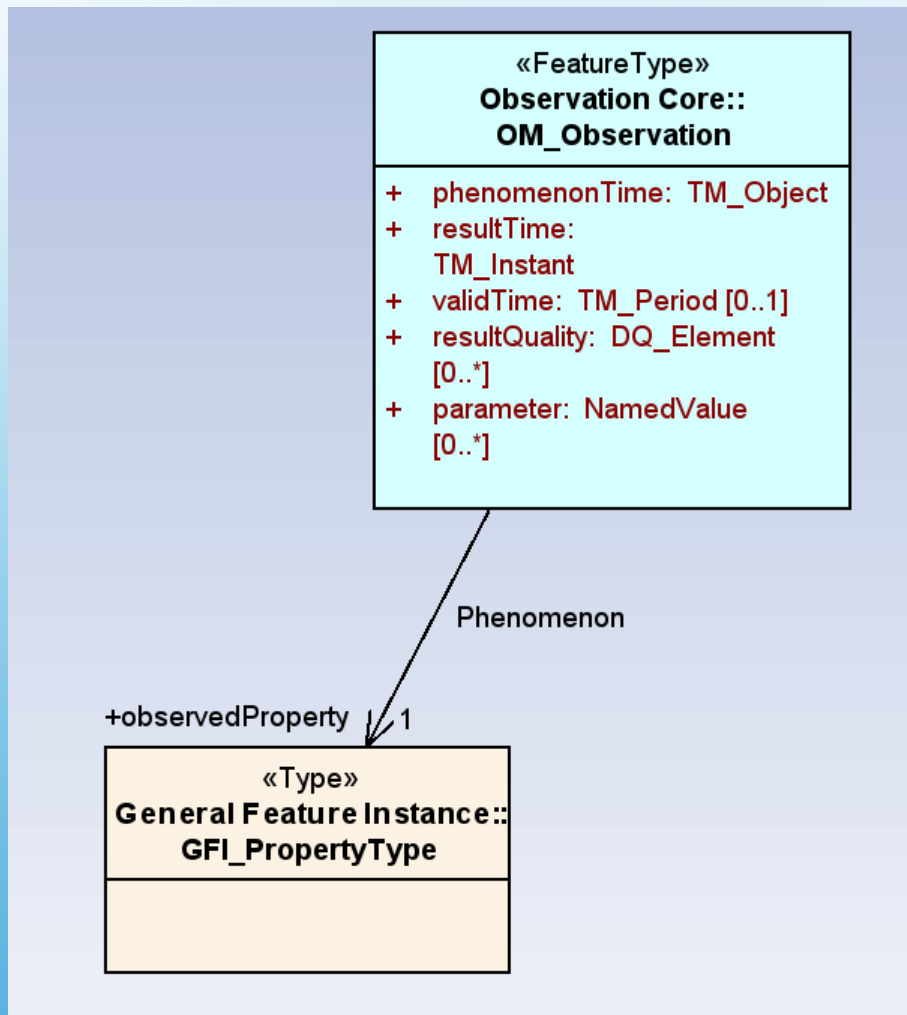 «FeatureType»
Observation Core::
OM_Observation
+ phenomenonTime: TM_Object
+ resultTime:
TM_Instant
+ validTime: TM_Period [0..1]
+ resultQuality: DQ_Element
[0..*]
+ parameter: NamedValue
[0..*]
Phenomenon
+observedProperty 1
«Type»
General Feature Instance::
GFI_PropertyType